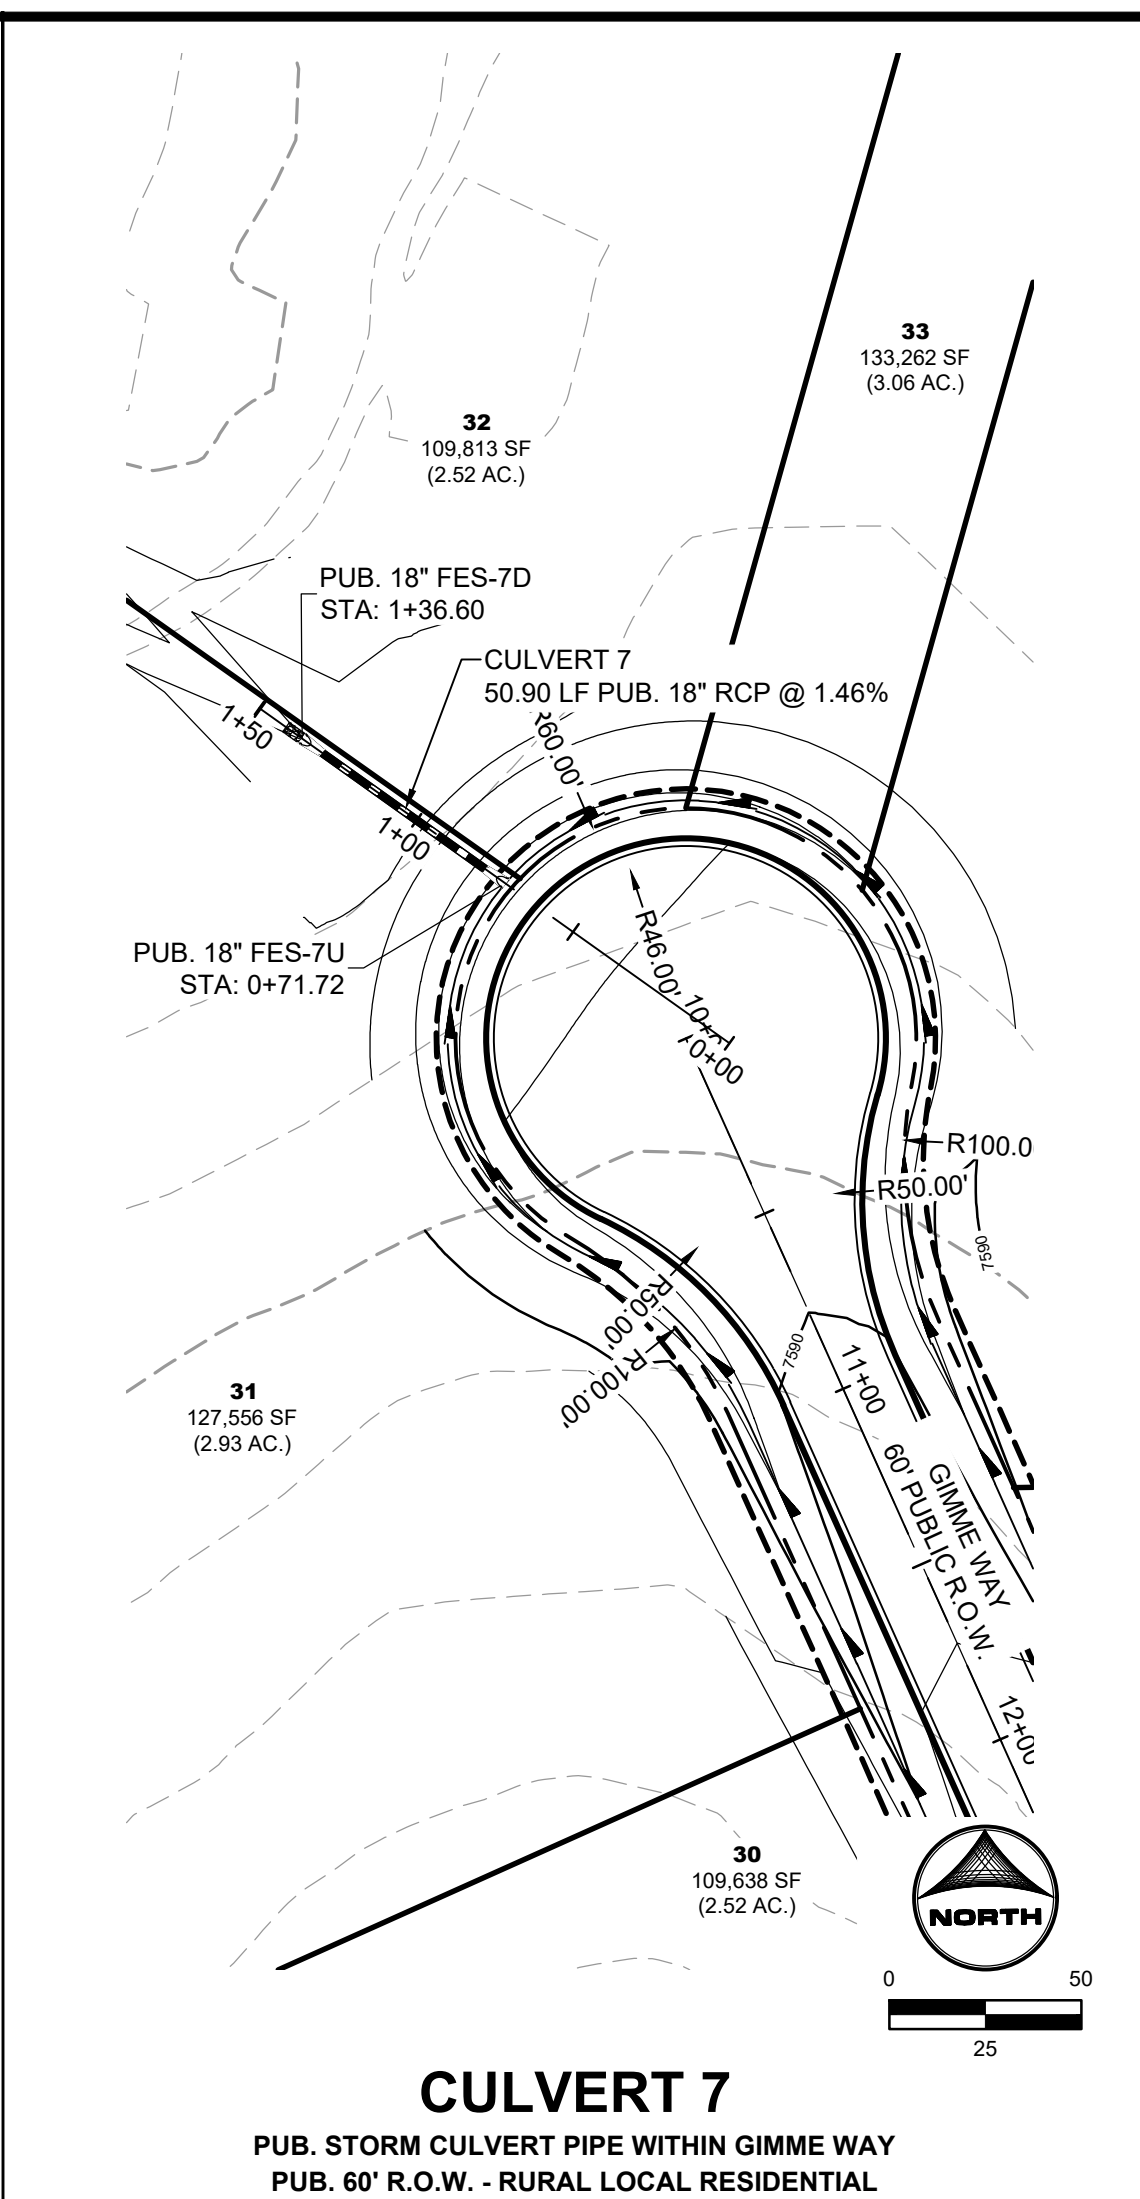 33
133,262 SF
(3.06 AC.)
32
109,813 SF
(2.52 AC.)
PUB. 18" FES-7D
STA: 1+36.60
CULVERT 7
50.90 LF PUB. 18" RCP @ 1.46%
R60.00'
1+50
1+00
PUB. 18" FES-7U
STA: 0+71.72
R46.00'
0+00
R100.0
R50.00'
7590
R50.00'
R100.00'
7590
11+00
31
127,556 SF
(2.93 AC.)
GIMME WAY
60' PUBLIC R.O.W.
12+00
30
109,638 SF
(2.52 AC.)
NORTH
0 50
25
CULVERT 7
PUB. STORM CULVERT PIPE WITHIN GIMME WAY
PUB. 60' R.O.W. - RURAL LOCAL RESIDENTIAL